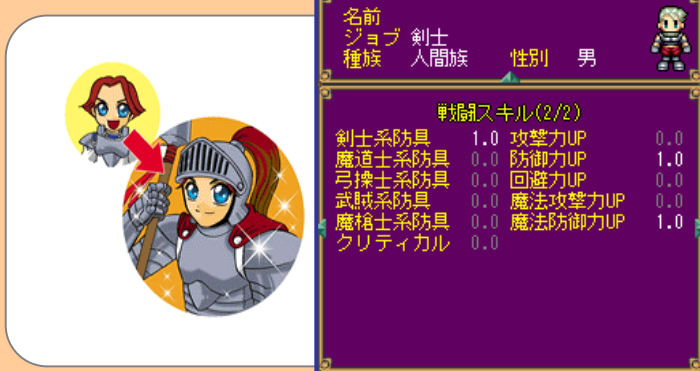 名前
ジョブ 剣士
種族 人間族 性別 男
戦闘スキル(2/2)
剣士系防具 1.0 攻撃力UP 0.0
魔道士系防具 0.0 防御力UP 1.0
弓操士系防具 0.0 回避力UP 0.0
武賊系防具 0.0 魔法攻撃力UP 0.0
魔槍士系防具 0.0 魔法防御力UP 1.0
クリティカル 0.0